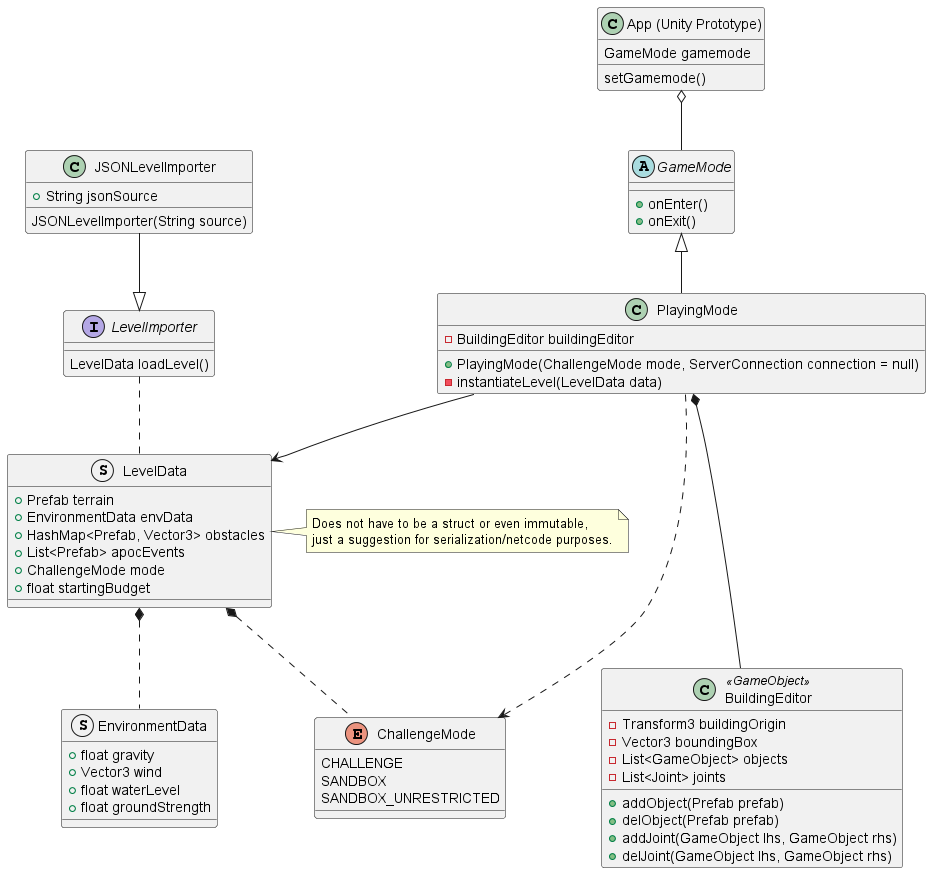 C App (Unity Prototype)
GameMode gamemode
setGamemode()
C JSONLevelImporter
String jsonSource
JSONLevelImporter(String source)
A GameMode
onEnter()
onExit()
I LevelImporter
LevelData loadLevel()
C PlayingMode
BuildingEditor buildingEditor
PlayingMode(ChallengeMode mode, ServerConnection connection = null)
instantiateLevel(LevelData data)
S LevelData
Prefab terrain
EnvironmentData envData
HashMap<Prefab, Vector3> obstacles
List<Prefab> apocEvents
ChallengeMode mode
float startingBudget
Does not have to be a struct or even immutable,
just a suggestion for serialization/netcode purposes.
S EnvironmentData
float gravity
Vector3 wind
float waterLevel
float groundStrength
E ChallengeMode
CHALLENGE
SANDBOX
SANDBOX_UNRESTRICTED
C «GameObject»
BuildingEditor
Transform3 buildingOrigin
Vector3 boundingBox
List<GameObject> objects
List<Joint> joints
addObject(Prefab prefab)
delObject(Prefab prefab)
addJoint(GameObject lhs, GameObject rhs)
delJoint(GameObject lhs, GameObject rhs)